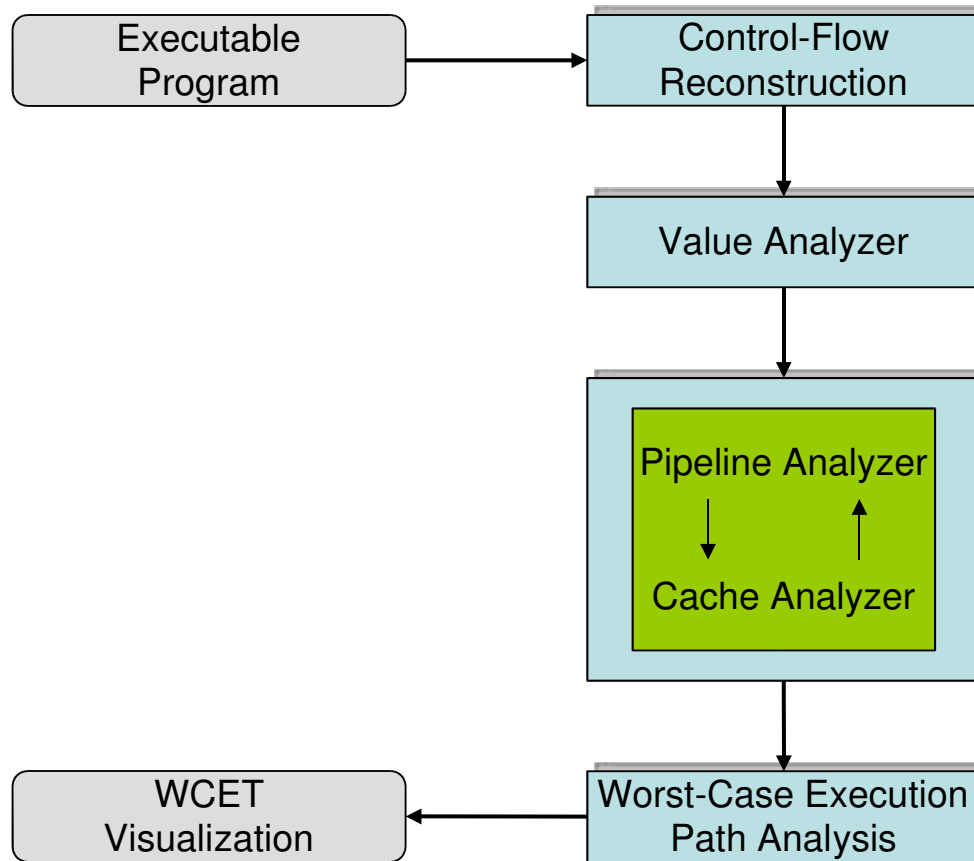 Executable
Program
Control-Flow
Reconstruction
Value Analyzer
Pipeline Analyzer
Cache Analyzer
Worst-Case Execution
Path Analysis
WCET
Visualization